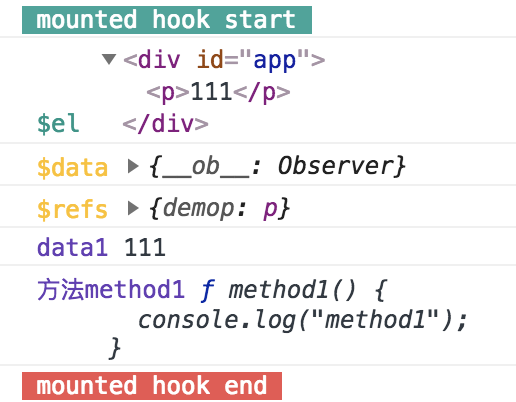 mounted hook start
<div id="app">
<p>111</p>
$el </div>
$data {__ob__: Observer}
$refs {demop: p}
data1 111
方法method1 ƒ method1() {
console.log("method1");
}
mounted hook end